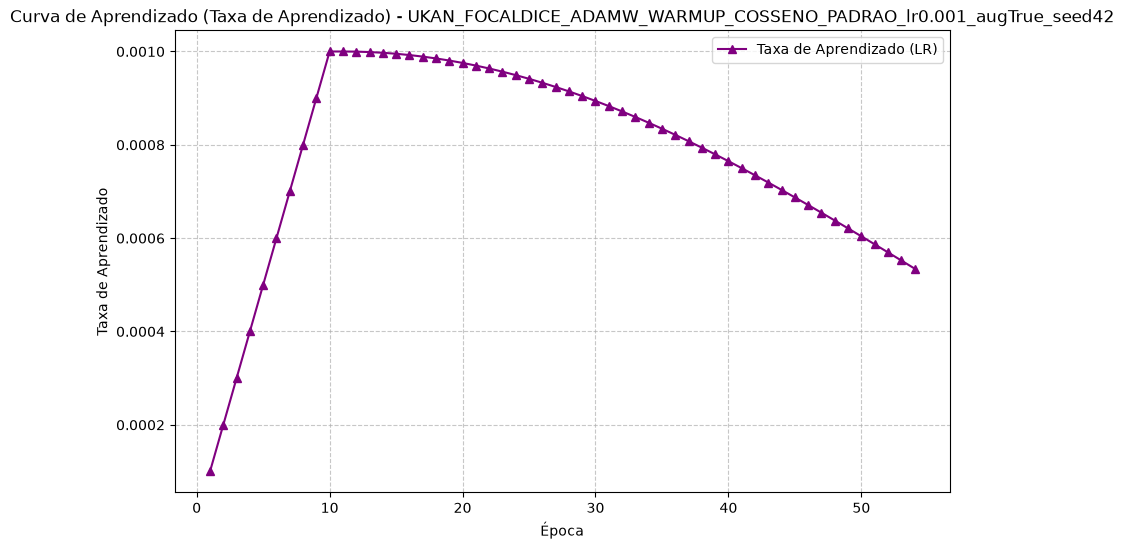 Curva de Aprendizado (Taxa de Aprendizado) - UKAN_FOCALDICE_ADAMW_WARMUP_COSSENO_PADRAO_lr0.001_augTrue_seed42
Taxa de Aprendizado (LR)
0.0010
0.0008
0.0006
0.0004
0.0002
Taxa de Aprendizado
0 10 20 30 40 50
Época